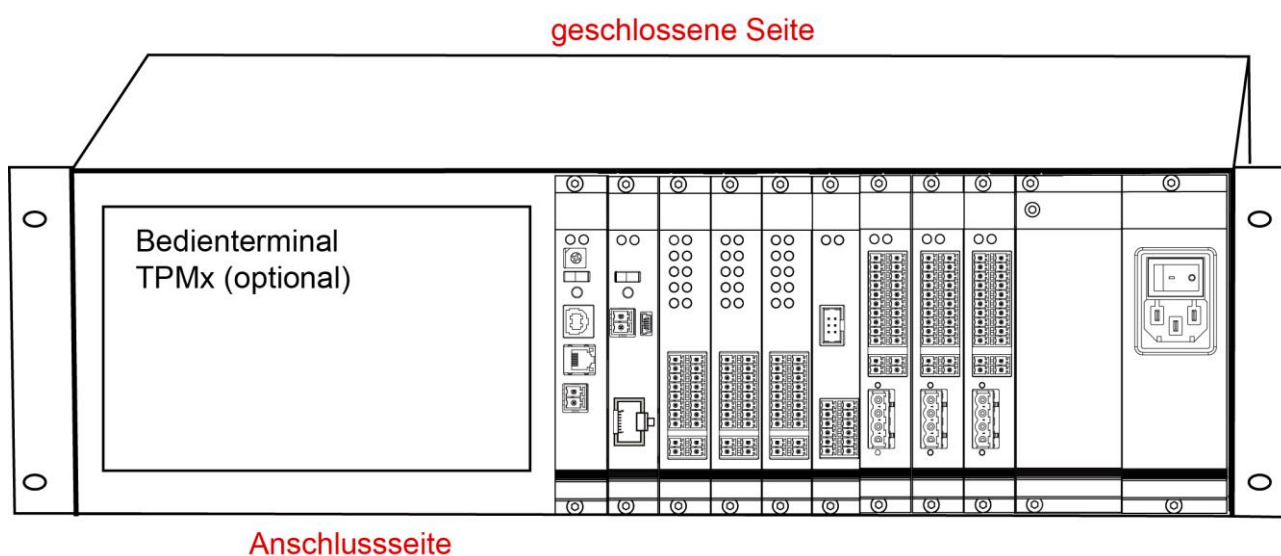 geschlossene Seite
Bedienterminal
TPMx (optional)
Anschlussseite